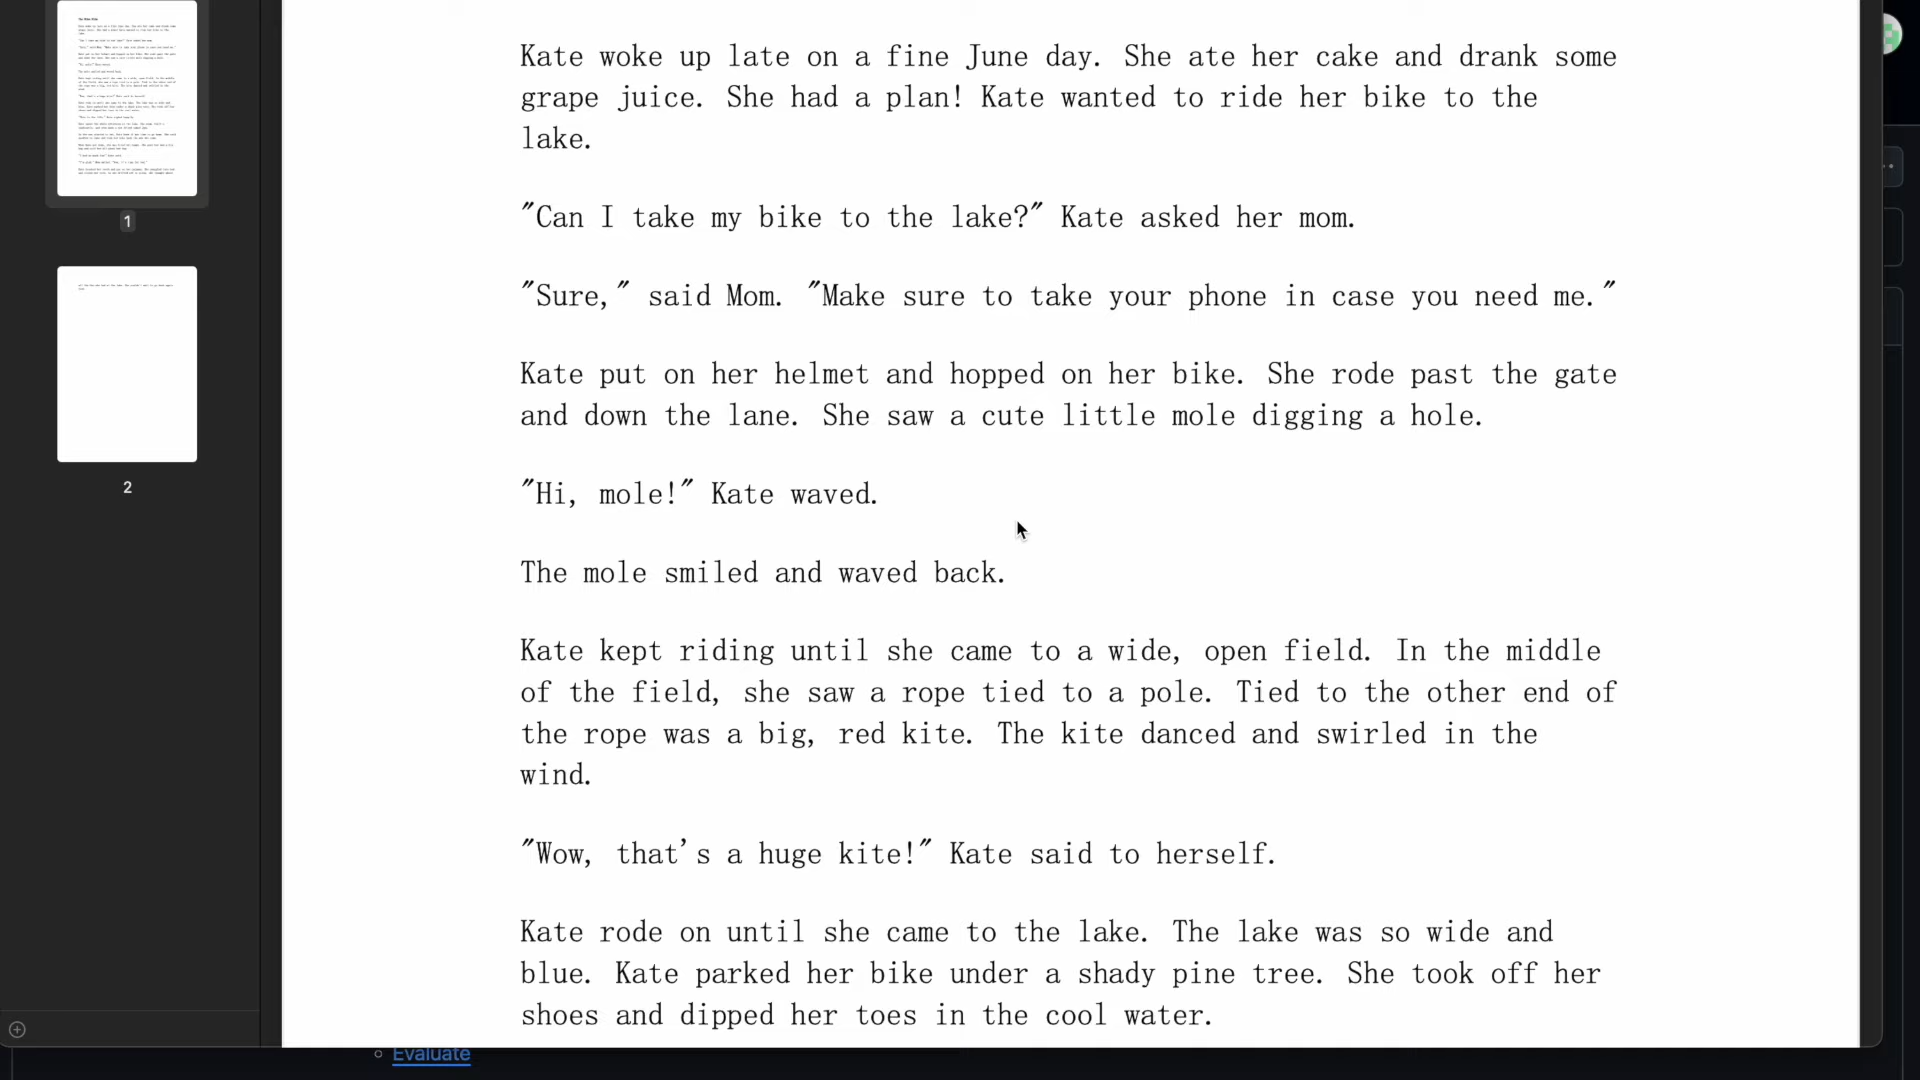 Kate woke up late on a fine June day. She ate her cake and drank some
grape juice. She had a plan! Kate wanted to ride her bike to the
lake.
"Can I take my bike to the lake?" Kate asked her mom.
"Sure," said Mom. "Make sure to take your phone in case you need me."
Kate put on her helmet and hopped on her bike. She rode past the gate
and down the lane. She saw a cute little mole digging a hole.
"Hi, mole!" Kate waved.
The mole smiled and waved back.
Kate kept riding until she came to a wide, open field. In the middle
of the field, she saw a rope tied to a pole. Tied to the other end of
the rope was a big, red kite. The kite danced and swirled in the
wind.
"Wow, that's a huge kite!" Kate said to herself.
Kate rode on until she came to the lake. The lake was so wide and
blue. Kate parked her bike under a shady pine tree. She took off her
shoes and dipped her toes in the cool water.
1
2
Evaluate